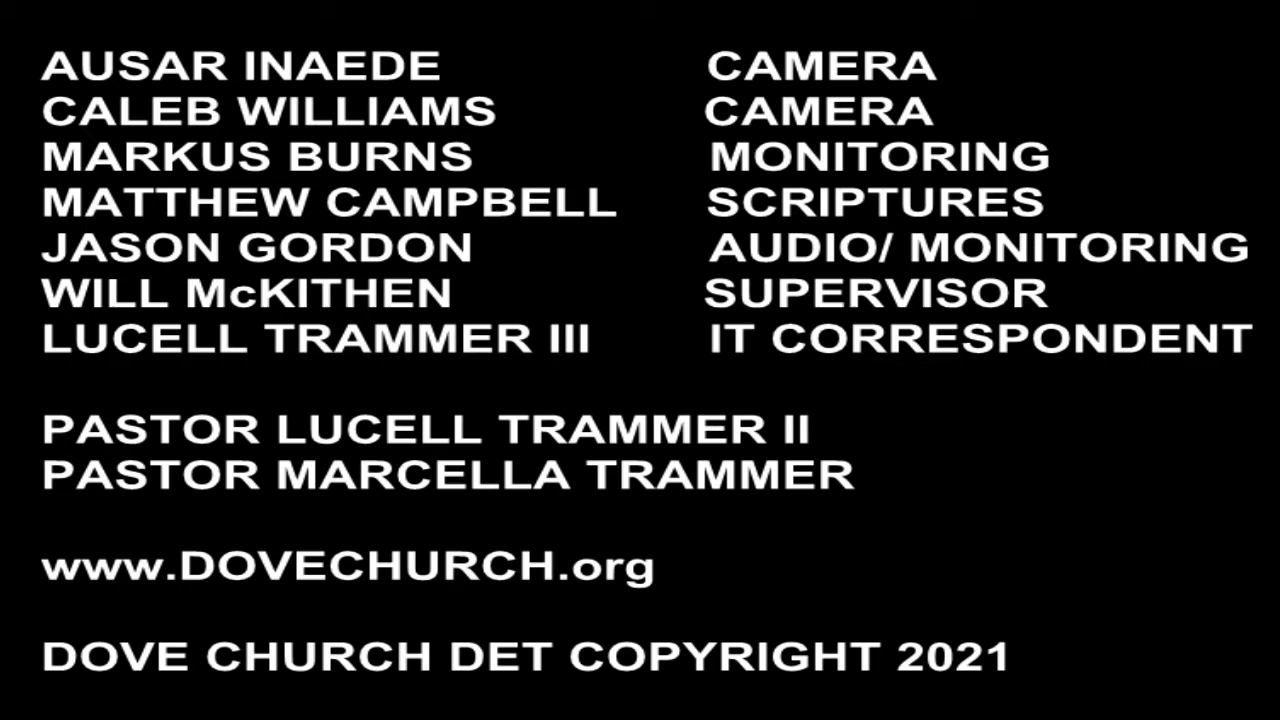 AUSAR INAEDE CAMERA
CALEB WILLIAMS CAMERA
MARKUS BURNS MONITORING
MATTHEW CAMPBELL SCRIPTURES
JASON GORDON AUDIO/ MONITORING
WILL McKITHEN SUPERVISOR
LUCELL TRAMMER III IT CORRESPONDENT
PASTOR LUCELL TRAMMER II
PASTOR MARCELLA TRAMMER
www.DOVECHURCH.org
DOVE CHURCH DET COPYRIGHT 2021